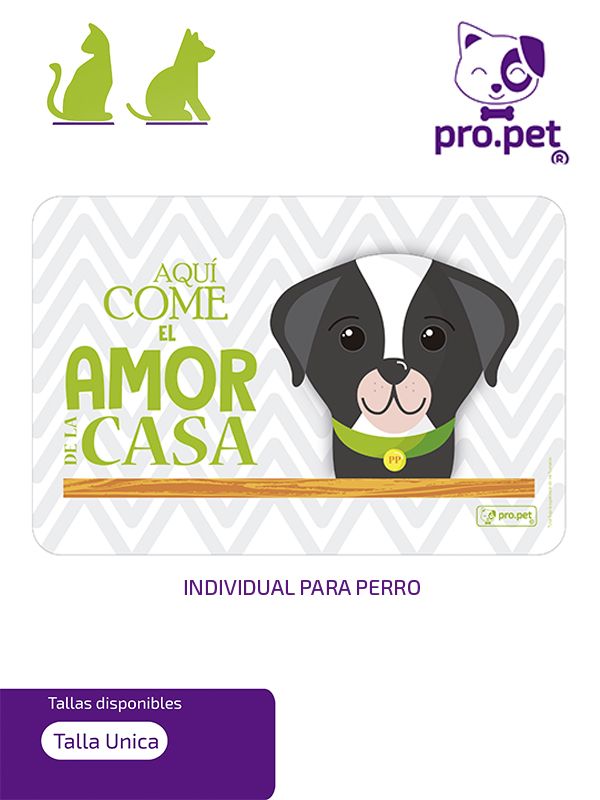 pro.pet
®
AQUÍ
COME
EL
AMOR
DE LA
CASA
PP
pro.pet
INDIVIDUAL PARA PERRO
Tallas disponibles
Talla Unica